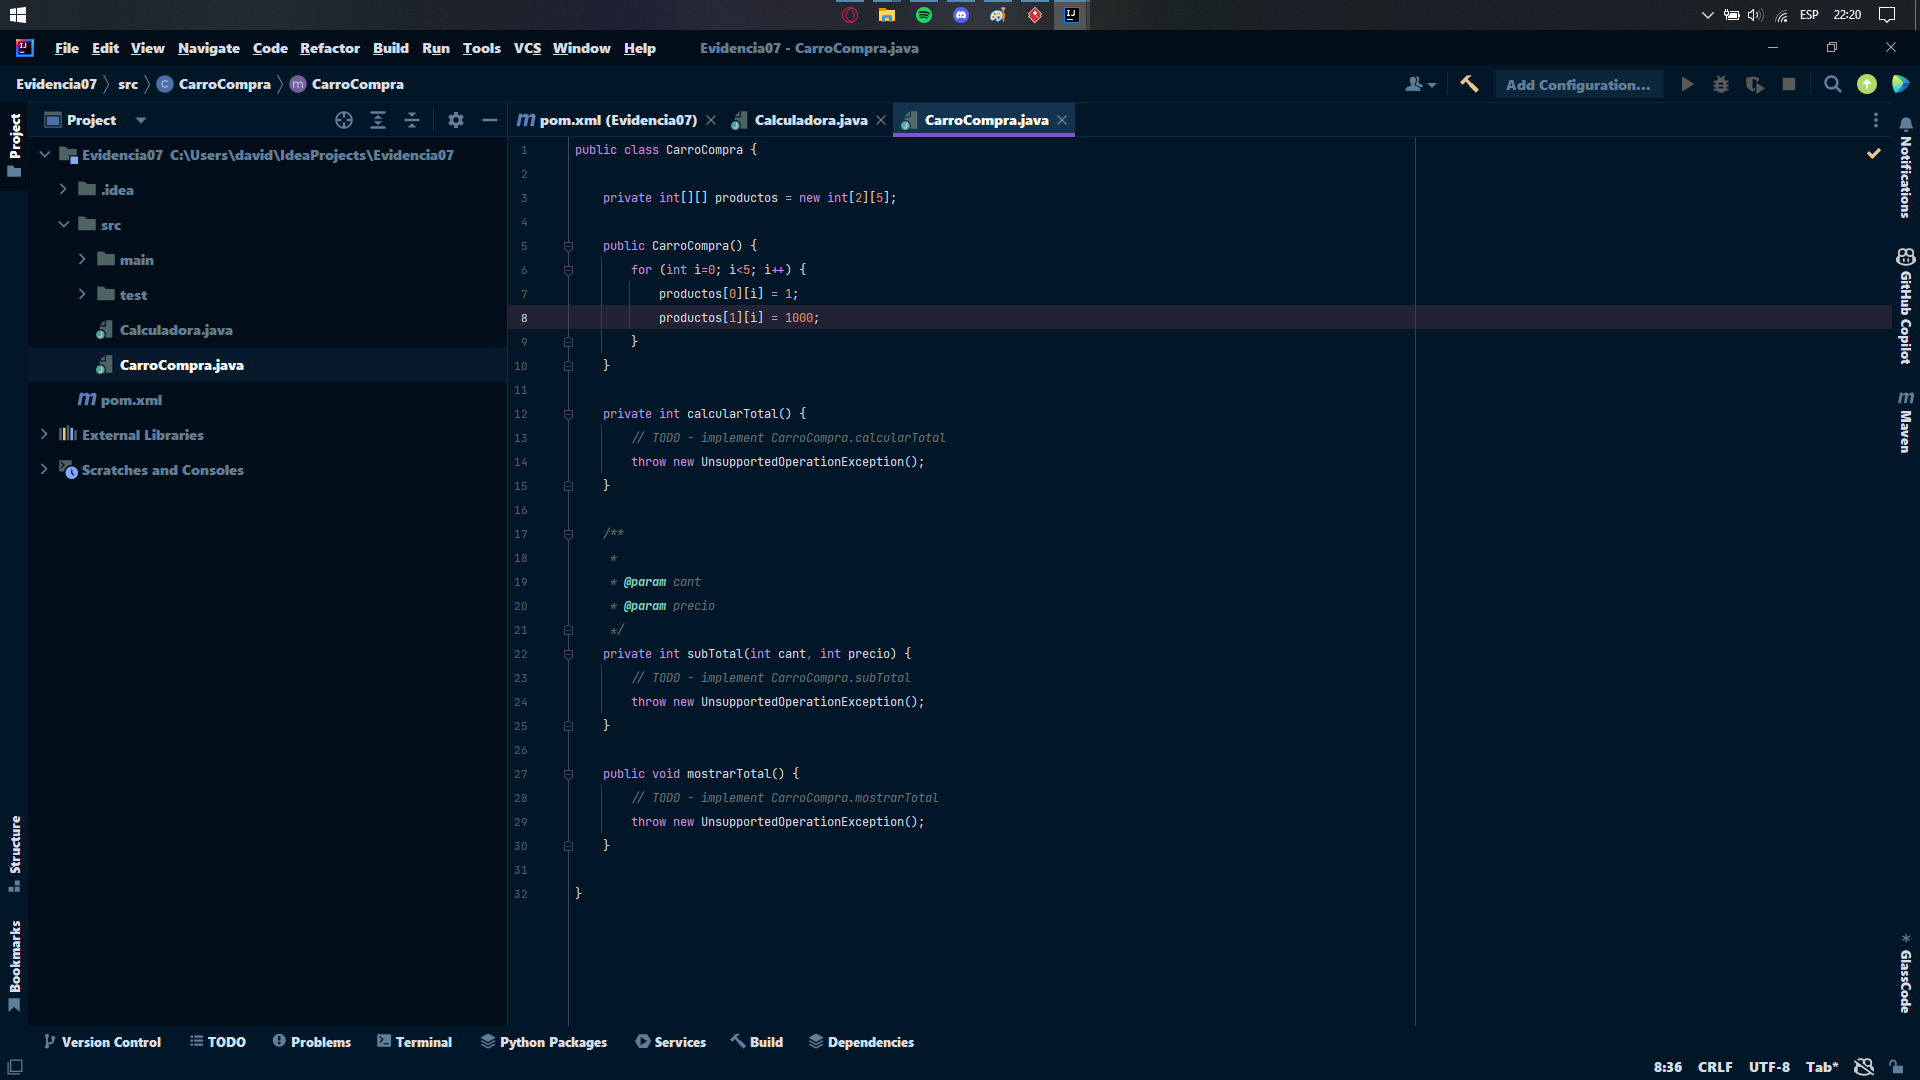 ESP 22:20
File Edit View Navigate Code Refactor Build Run Tools VCS Window Help Evidencia07 - CarroCompra.java
Evidencia07 src CarroCompra CarroCompra Add Configuration...
Project
Project
pom.xml (Evidencia07) Calculadora.java CarroCompra.java
Evidencia07 C:\Users\david\IdeaProjects\Evidencia07
.idea
src
main
test
Calculadora.java
CarroCompra.java
pom.xml
External Libraries
Scratches and Consoles
1 public class CarroCompra {
2
3 private int[][] productos = new int[2][5];
4
5 public CarroCompra() {
6 for (int i=0; i<5; i++) {
7 productos[0][i] = 1;
8 productos[1][i] = 1000;
9 }
10 }
11
12 private int calcularTotal() {
13 // TODO - implement CarroCompra.calcularTotal
14 throw new UnsupportedOperationException();
15 }
16
17 /**
18 *
19 * @param cant
20 * @param precio
21 */
22 private int subTotal(int cant, int precio) {
23 // TODO - implement CarroCompra.subTotal
24 throw new UnsupportedOperationException();
25 }
26
27 public void mostrarTotal() {
28 // TODO - implement CarroCompra.mostrarTotal
29 throw new UnsupportedOperationException();
30 }
31
32 }
Notifications
GitHub Copilot
Maven
GlassCode
Structure
Bookmarks
Version Control TODO Problems Terminal Python Packages Services Build Dependencies
8:36 CRLF UTF-8 Tab*